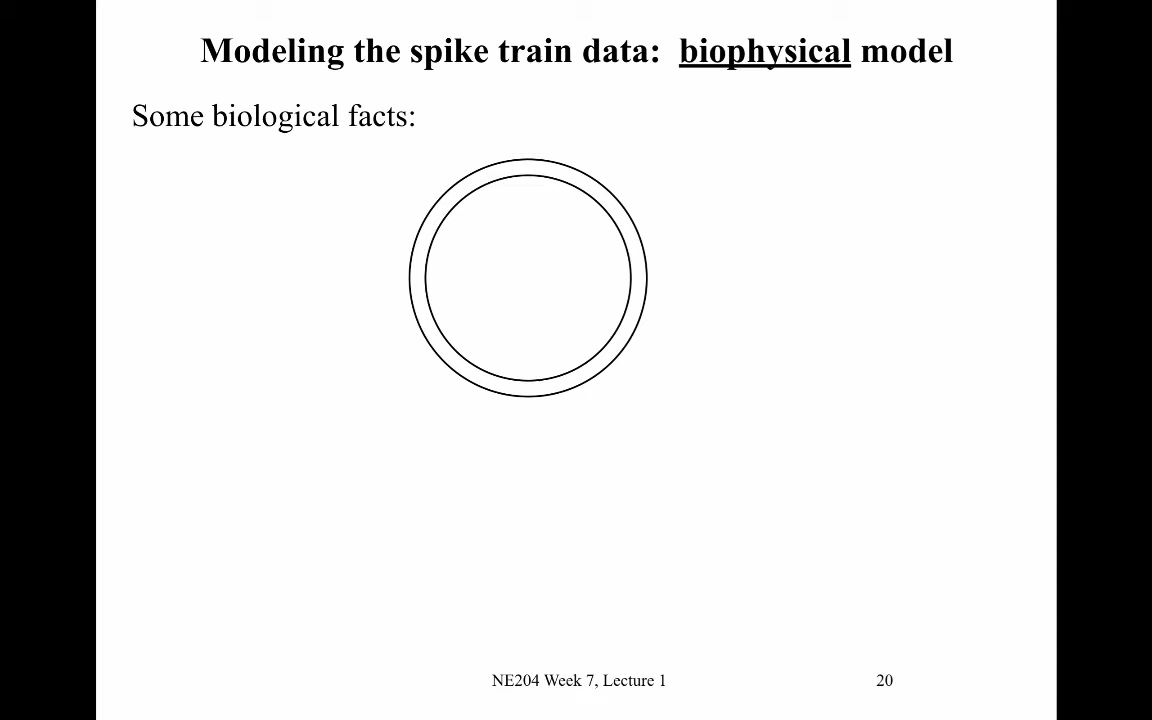 Modeling the spike train data: biophysical model
Some biological facts:
NE204 Week 7, Lecture 1
20